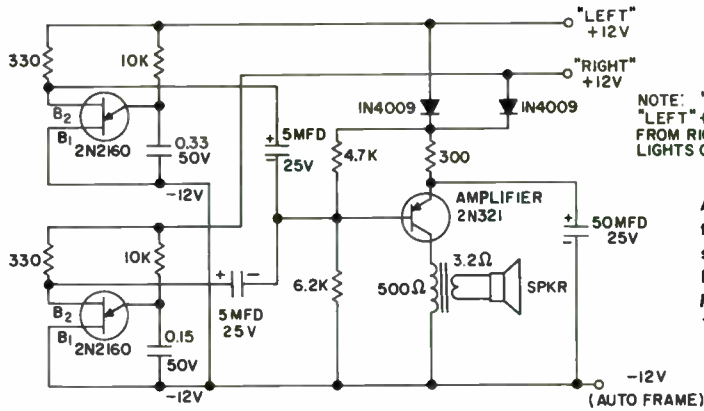 "LEFT"
+12V
330
10K
"RIGHT"
+12V
1N4009
1N4009
NOTE: "
"LEFT"+
FROM RIG
LIGHTS O
B2
B1
2N2160
0.33
50V
+
5MFD
−
25V
4.7K
300
-12V
AMPLIFIER
2N321
+
50MFD
−
25V
330
10K
6.2K
3.2Ω
500Ω
SPKR
+ −
5MFD
25V
B2
B1
2N2160
0.15
50V
-12V
-12V
(AUTO FRAME)